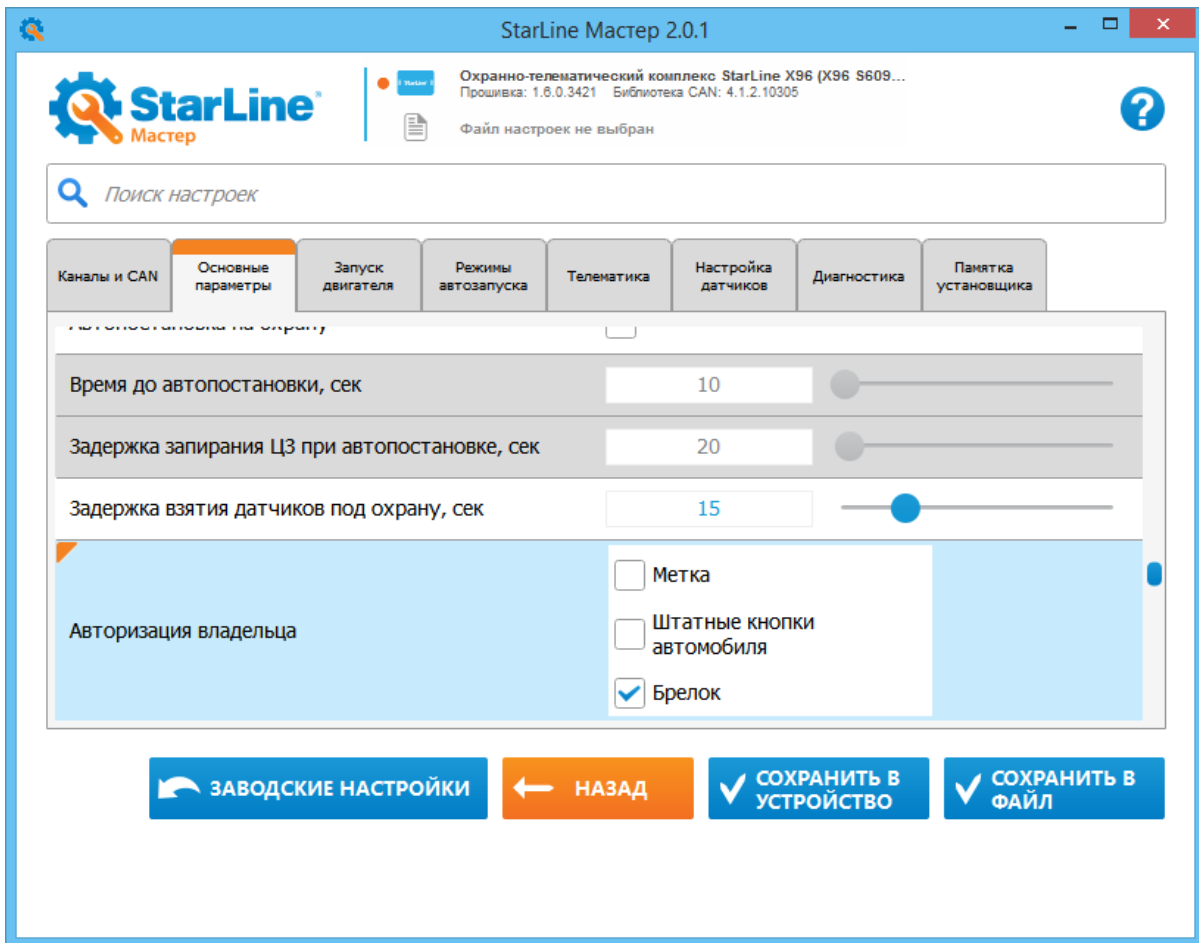 StarLine Мастер 2.0.1
StarLine
Мастер
Охранно-телематический комплекс StarLine X96 (X96 S609...
Прошивка: 1.6.0.3421 Библиотека CAN: 4.1.2.10305
Файл настроек не выбран
?
Поиск настроек
Каналы и CAN
Основные
параметры
Запуск
двигателя
Режимы
автозапуска
Телематика
Настройка
датчиков
Диагностика
Памятка
установщика
Автопостановка на охрану
Время до автопостановки, сек
10
Задержка запирания ЦЗ при автопостановке, сек
20
Задержка взятия датчиков под охрану, сек
15
Авторизация владельца
Метка
Штатные кнопки
автомобиля
Брелок
ЗАВОДСКИЕ НАСТРОЙКИ
НАЗАД
СОХРАНИТЬ В
УСТРОЙСТВО
СОХРАНИТЬ В
ФАЙЛ